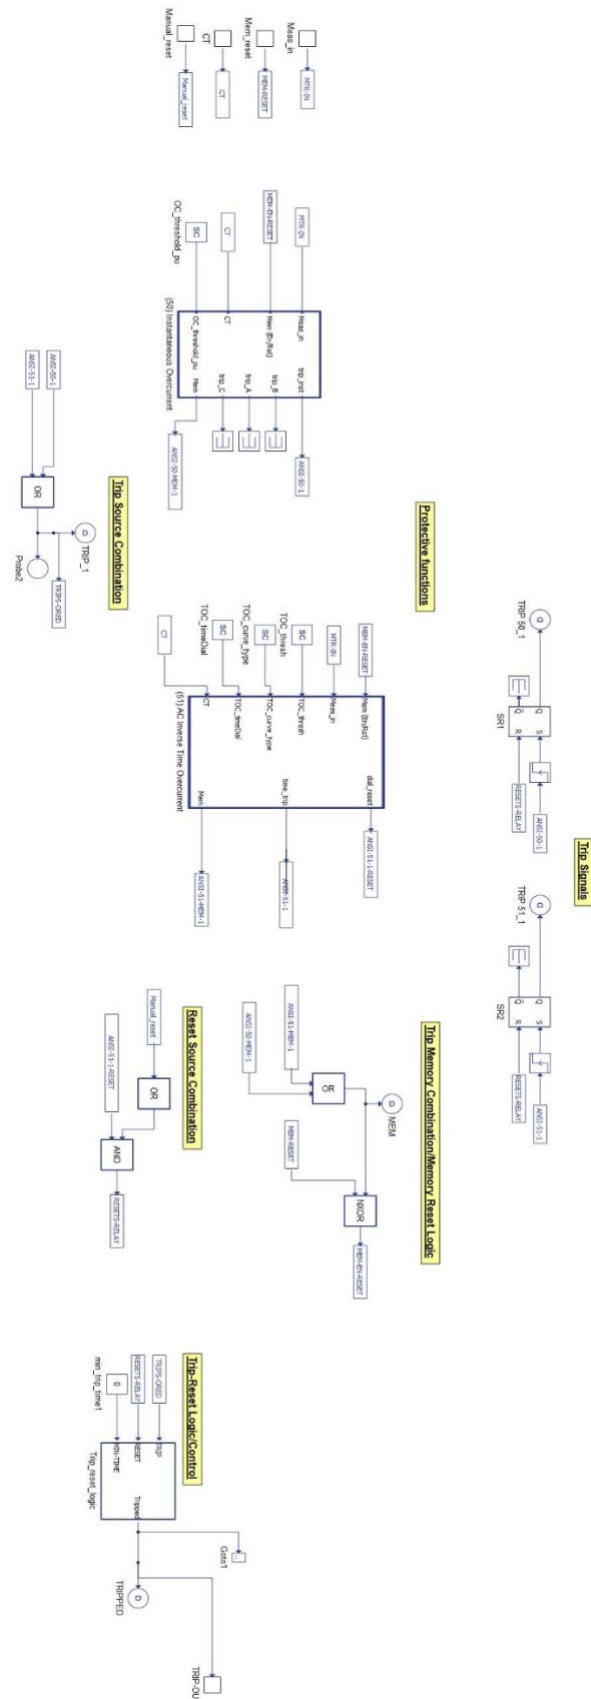 Meas_in
MTR-IN
Mem_reset
MEM-RESET
CT
CT
Manual_reset
Manual_reset
Protective functions
MTR-IN
MEM-EN-RESET
CT
SC
OC_threshold_pu
Meas_in
Mem (En/Rst)
CT
OC_threshold_pu
trip_inst
trip_B
trip_A
trip_C
Mem
(50) Instantaneous Overcurrent
ANSI-50-1
ANSI-50-MEM-1
MEM-EN-RESET
MTR-IN
SC
TOC_thresh
SC
TOC_curve_type
SC
TOC_timeDial
CT
Mem (En/Rst)
Meas_in
TOC_thresh
TOC_curve_type
TOC_timeDial
CT
dial_reset
time_trip
Mem
(51) AC Inverse Time Overcurrent
ANSI-51-1-RESET
ANSI-51-1
ANSI-51-MEM-1
Trip Signals
TRIP 50_1
Q
S
Q
R
SR1
ANSI-50-1
RESETS-RELAY
TRIP 51_1
Q
S
Q
R
SR2
ANSI-51-1
RESETS-RELAY
Trip Source Combination
ANSI-50-1
ANSI-51-1
OR
TRIP_1
TRIPS-ORED
Probe2
Trip Memory Combination/Memory Reset Logic
ANSI-51-MEM-1
ANSI-50-MEM-1
OR
MEM
MEM-RESET
NXOR
MEM-EN-RESET
Reset Source Combination
Manual_reset
OR
ANSI-51-1-RESET
AND
RESETS-RELAY
Trip-Reset Logic/Control
TRIPS-ORED
RESETS-RELAY
0
min_trip_time1
TRIP
RESET
MIN-TIME
Tripped
Trip_reset_logic
Goto1
D
TRIPPED
TRIP-OU